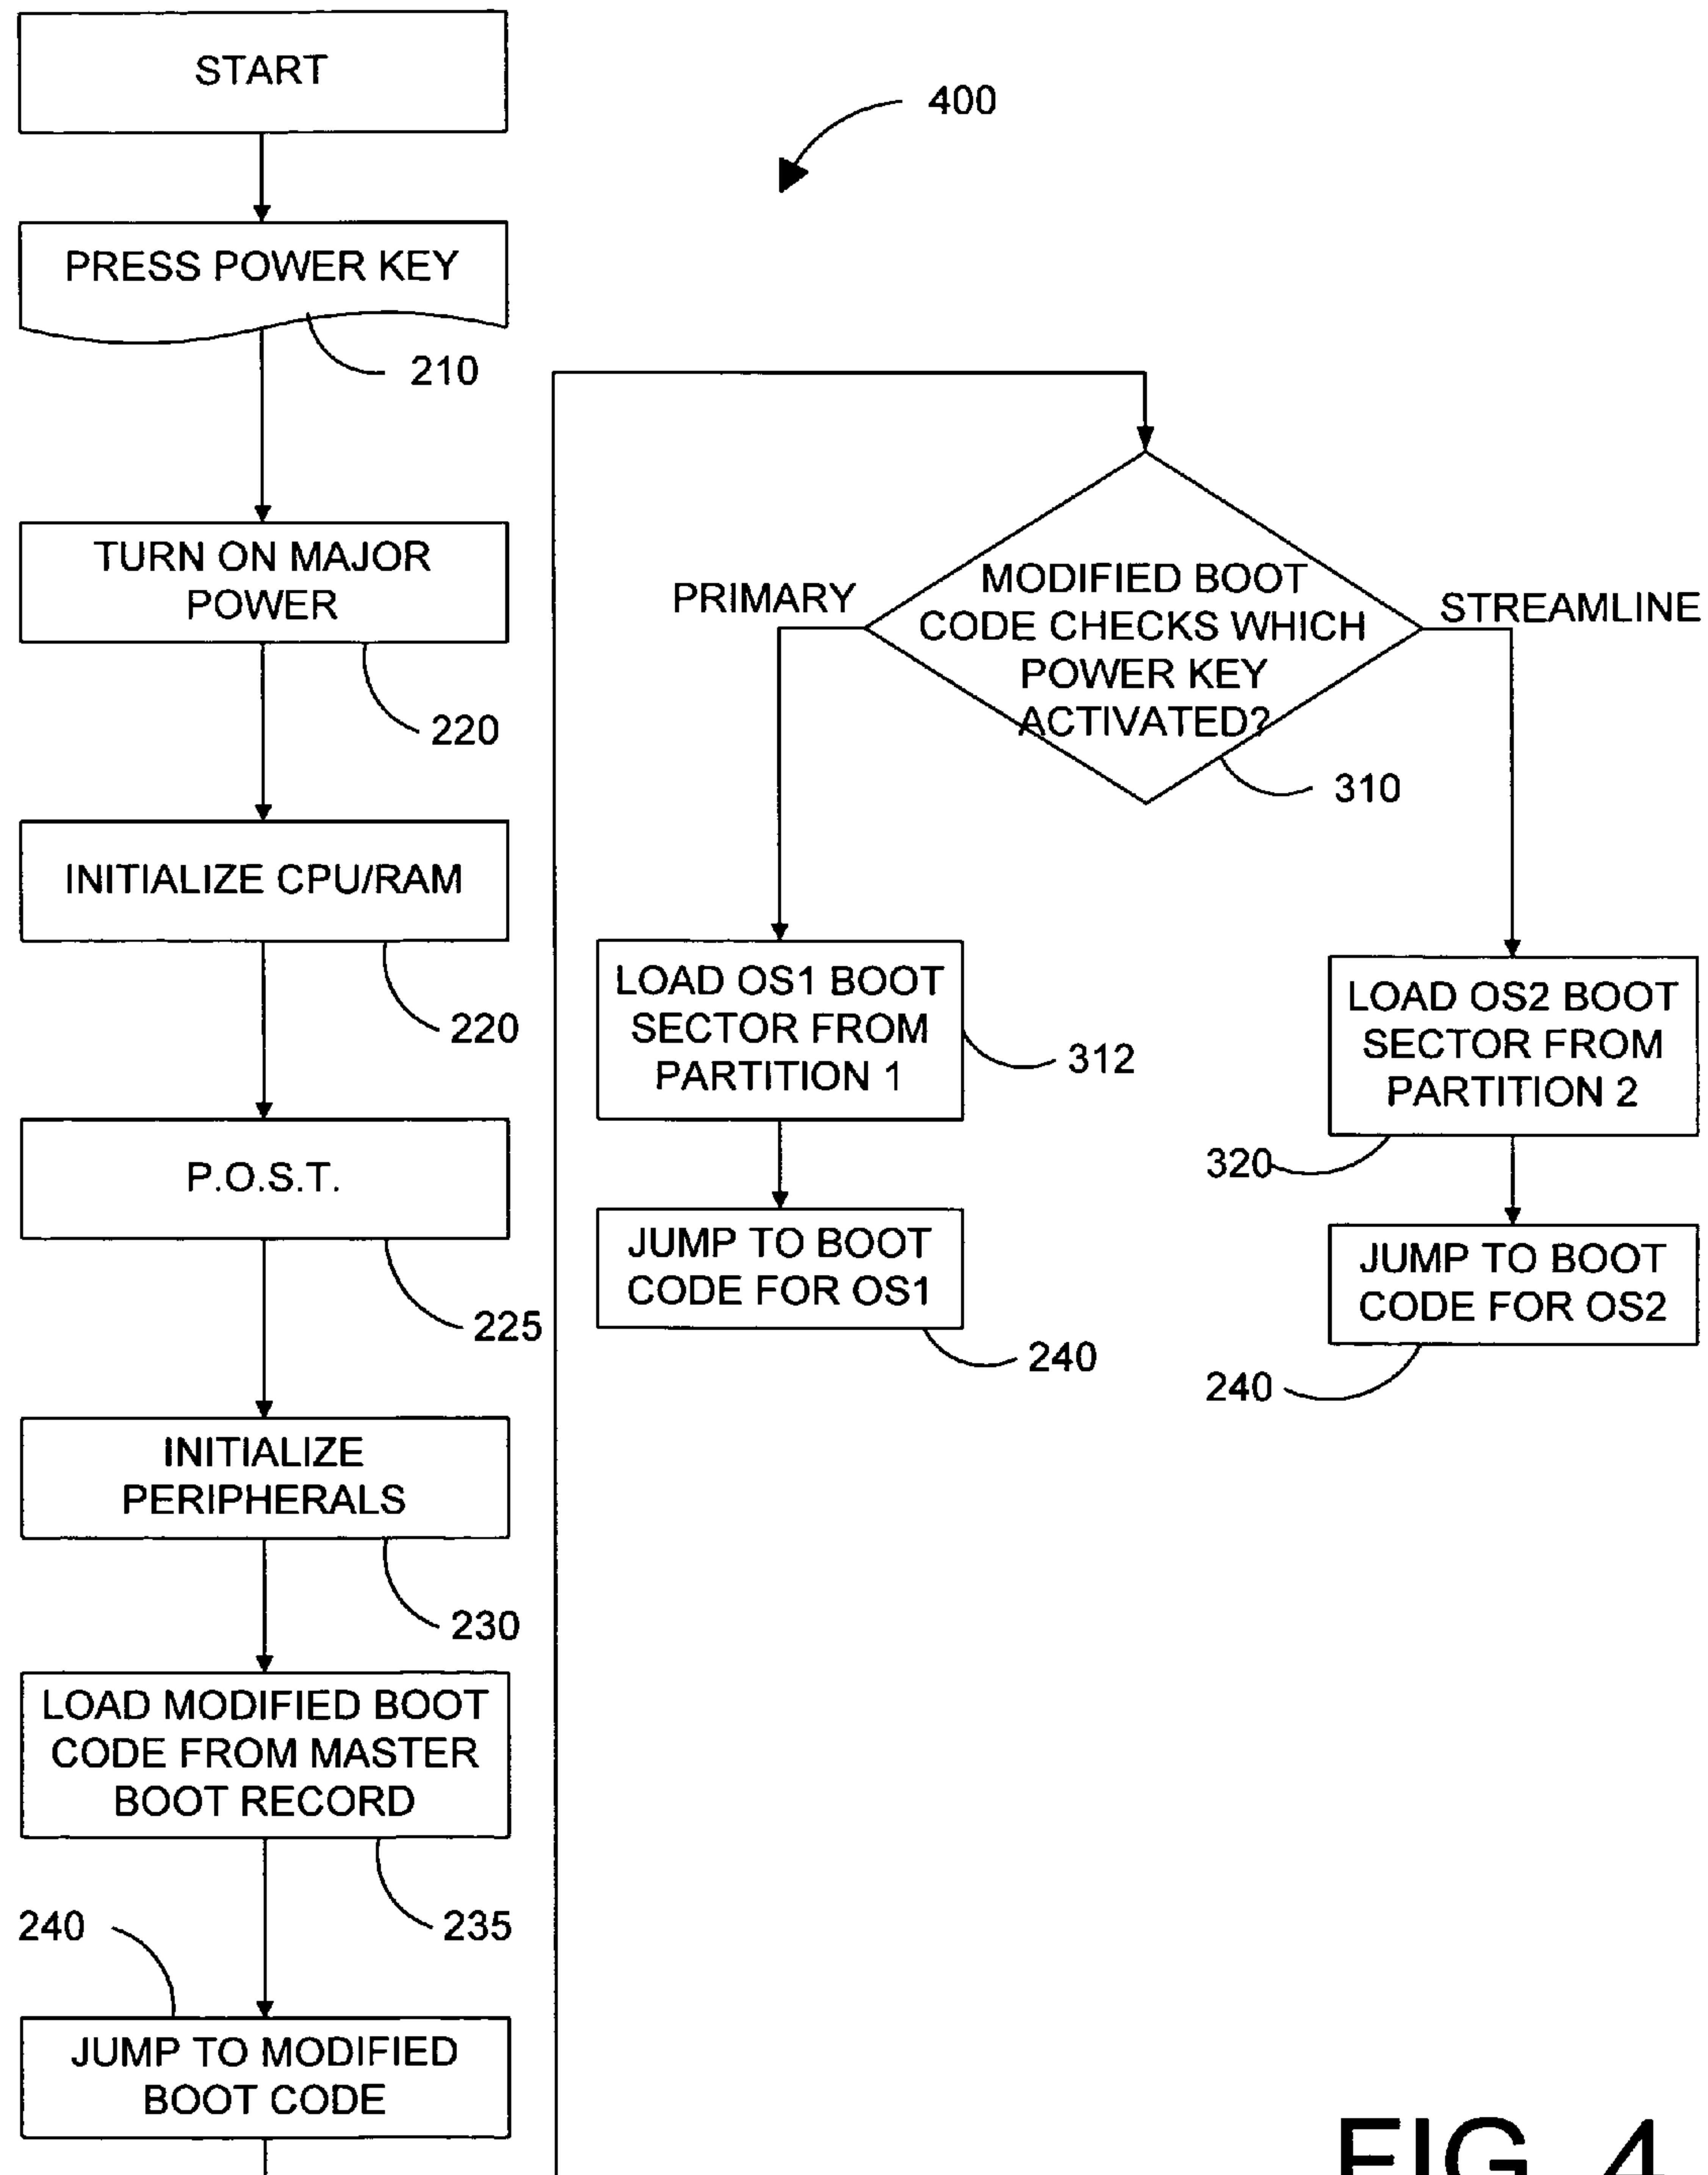 START
400
PRESS POWER KEY
210
TURN ON MAJOR
POWER
220
INITIALIZE CPU/RAM
220
P.O.S.T.
225
INITIALIZE
PERIPHERALS
230
LOAD MODIFIED BOOT
CODE FROM MASTER
BOOT RECORD
235
240
JUMP TO MODIFIED
BOOT CODE
MODIFIED BOOT
CODE CHECKS WHICH
POWER KEY
ACTIVATED?
310
PRIMARY
STREAMLINE
LOAD OS1 BOOT
SECTOR FROM
PARTITION 1
312
JUMP TO BOOT
CODE FOR OS1
240
LOAD OS2 BOOT
SECTOR FROM
PARTITION 2
320
JUMP TO BOOT
CODE FOR OS2
240
FIG. 4